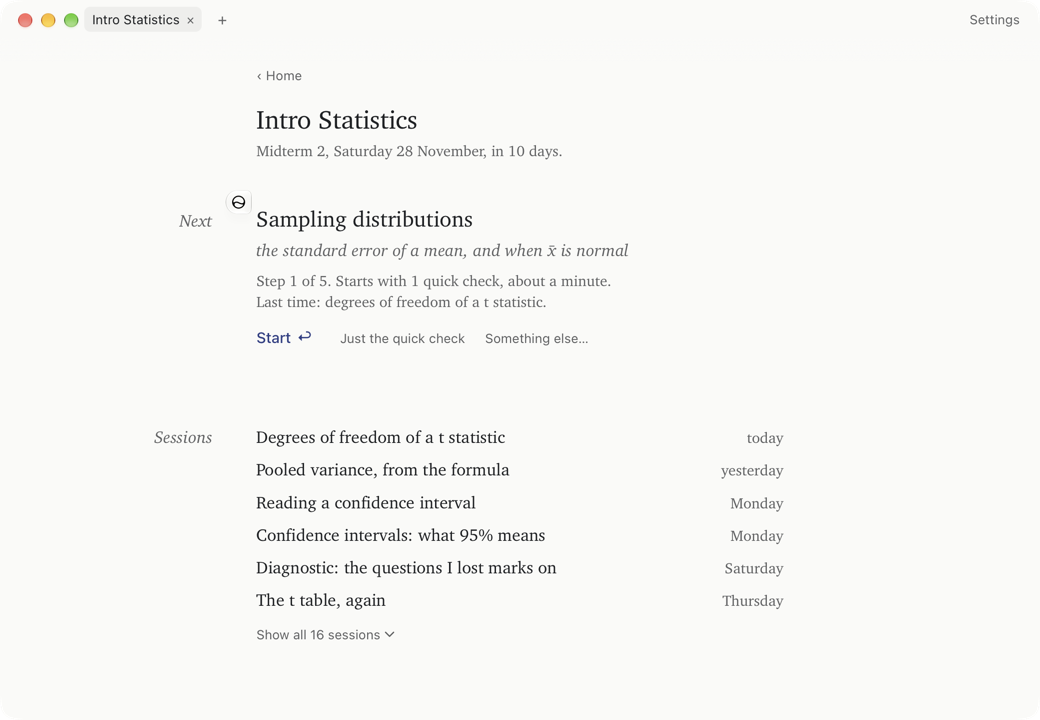 Intro Statistics × +
Settings
‹ Home
Intro Statistics
Midterm 2, Saturday 28 November, in 10 days.
Next
Sampling distributions
the standard error of a mean, and when x̄ is normal
Step 1 of 5. Starts with 1 quick check, about a minute.
Last time: degrees of freedom of a t statistic.
Start ↩ Just the quick check Something else...
Sessions
Degrees of freedom of a t statistic today
Pooled variance, from the formula yesterday
Reading a confidence interval Monday
Confidence intervals: what 95% means Monday
Diagnostic: the questions I lost marks on Saturday
The t table, again Thursday
Show all 16 sessions